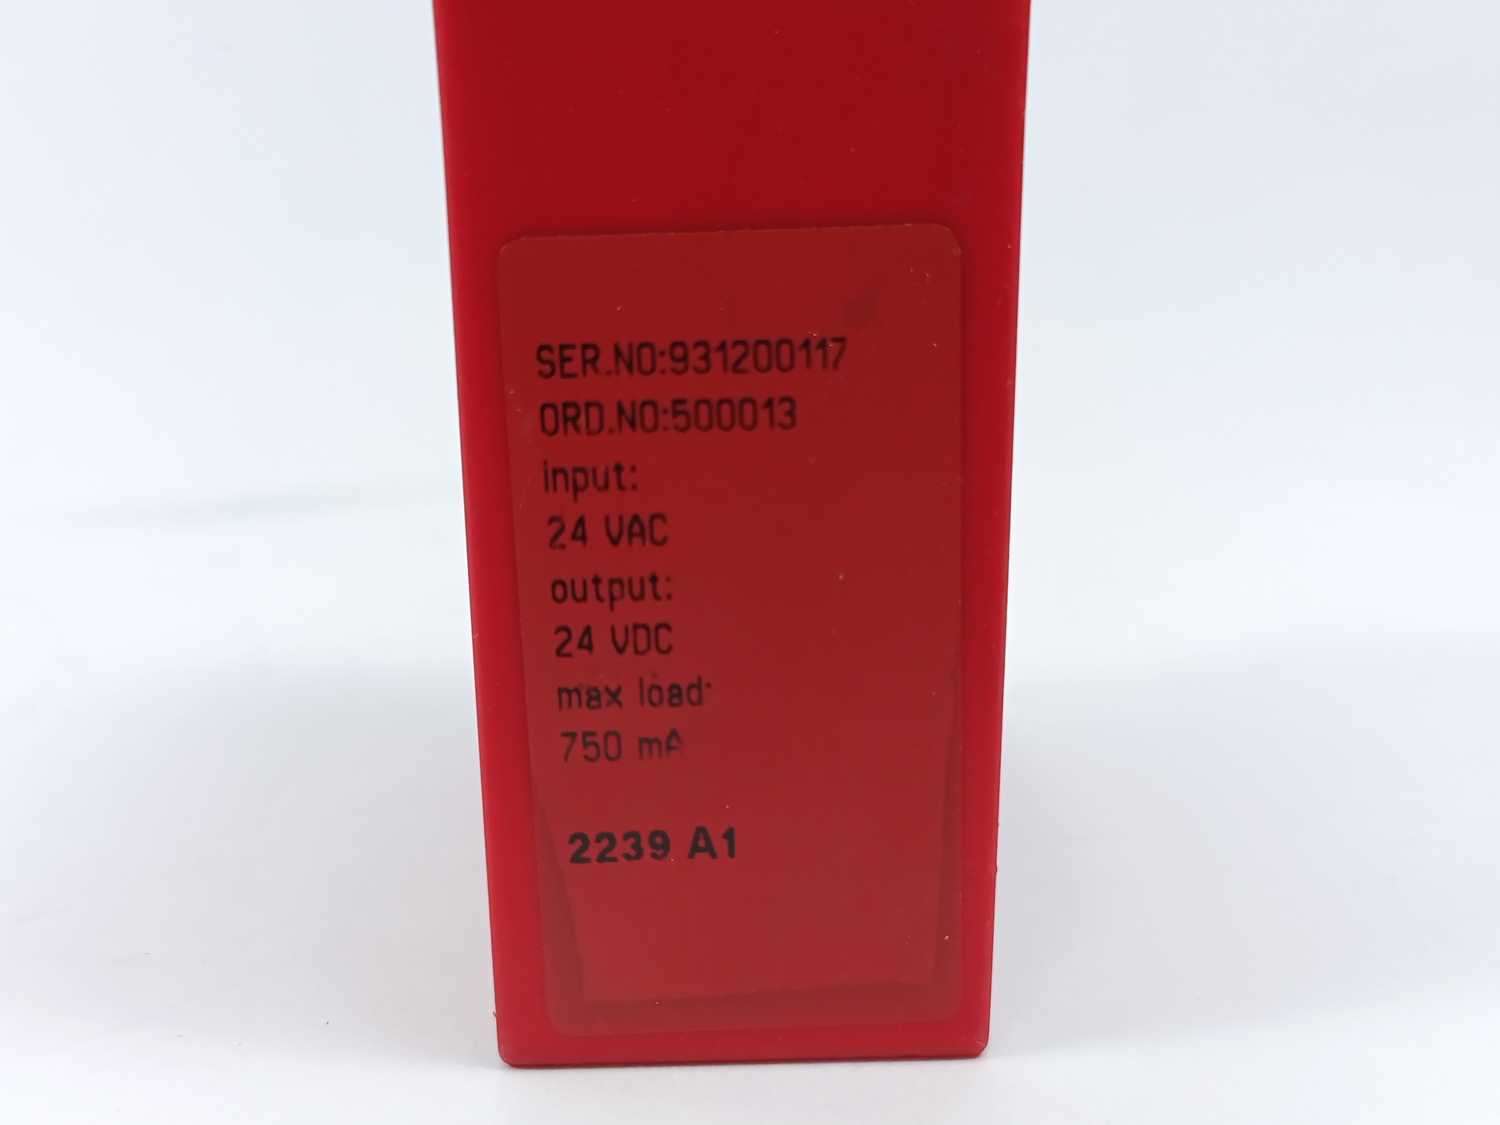 SER.NO:931200117
ORD.NO:500013
input:
24 VAC
output:
24 VDC
max load:
750 mA
2239 A1